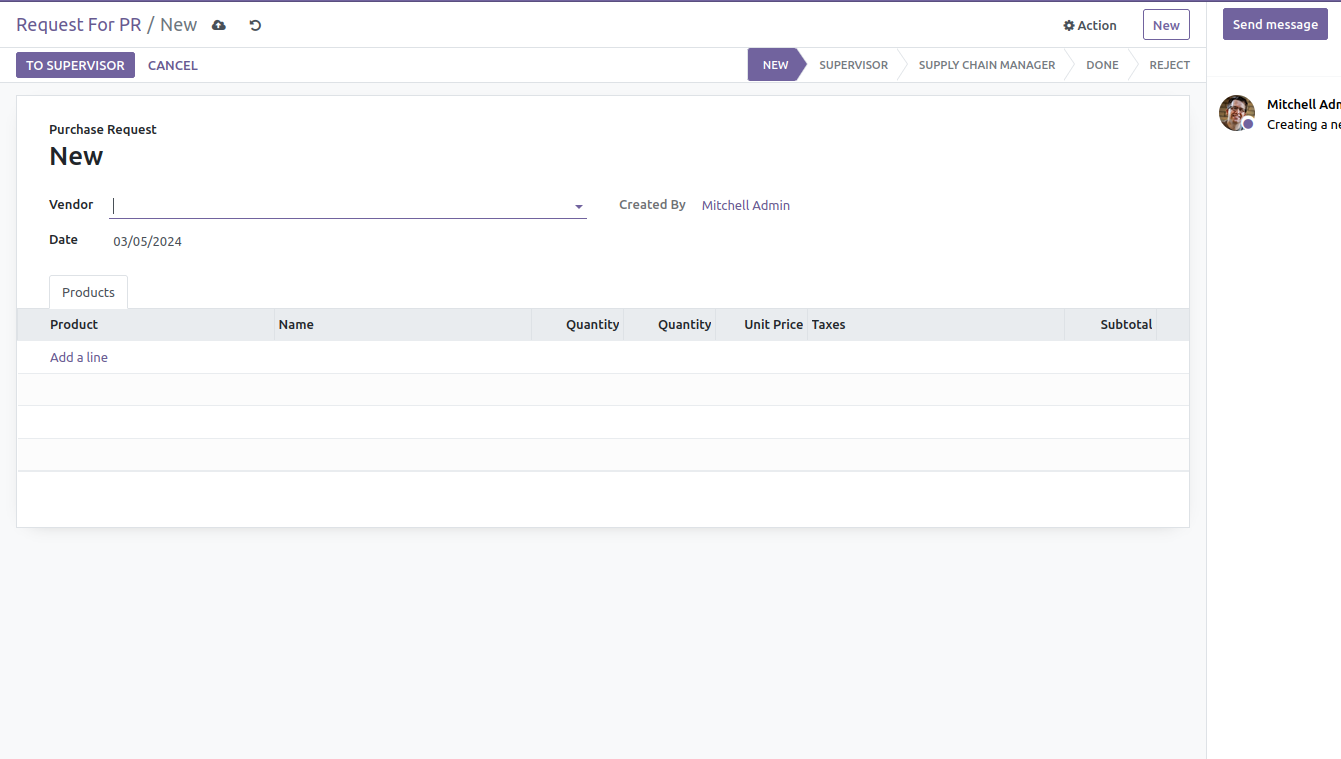 Request For PR / New
Action
New
Send message
TO SUPERVISOR
CANCEL
NEW
SUPERVISOR
SUPPLY CHAIN MANAGER
DONE
REJECT
Mitchell Adm
Creating a ne
Purchase Request
New
Vendor
Created By Mitchell Admin
Date 03/05/2024
Products
Product Name Quantity Quantity Unit Price Taxes Subtotal
Add a line